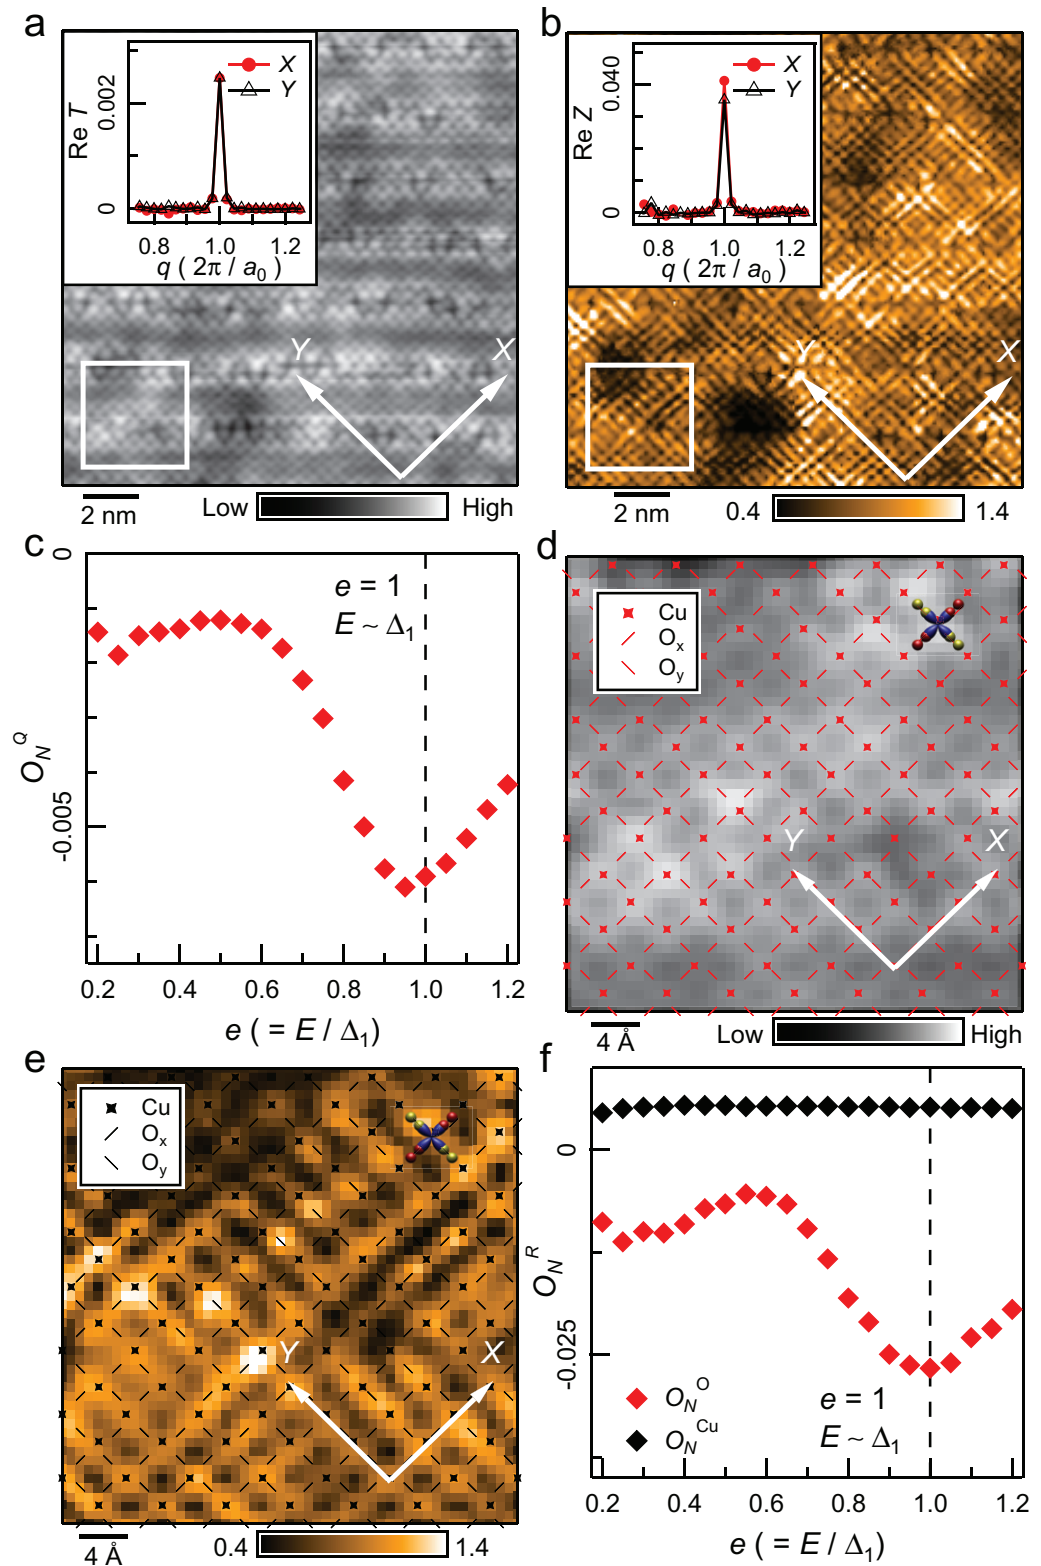 a
Re T
0.002
0
X
Y
0.8
1.0
1.2
q ( 2π / a₀ )
Y
X
2 nm
Low
High
b
Re Z
0.040
0
X
Y
0.8
1.0
1.2
q ( 2π / a₀ )
Y
X
2 nm
0.4
1.4
c
0
-0.005
O_N^Q
e = 1
E ~ Δ₁
0.2
0.4
0.6
0.8
1.0
1.2
e ( = E / Δ₁)
d
Cu
Oₓ
O_y
Y
X
4 Å
Low
High
e
Cu
Oₓ
O_y
Y
X
4 Å
0.4
1.4
f
0
-0.025
O_N^R
O_N^O
O_N^Cu
e = 1
E ~ Δ₁
0.2
0.4
0.6
0.8
1.0
1.2
e ( = E / Δ₁)